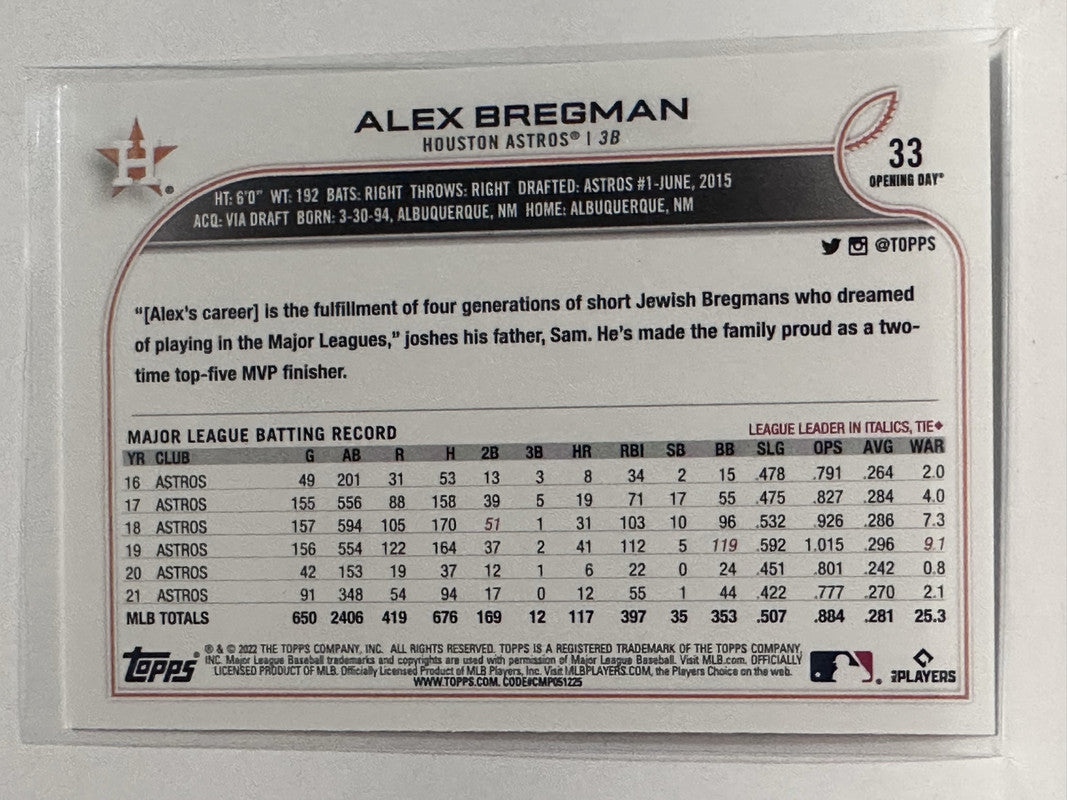 ALEX BREGMAN
HOUSTON ASTROS® | 3B
33
OPENING DAY®
H
HT: 6'0" WT: 192 BATS: RIGHT THROWS: RIGHT DRAFTED: ASTROS #1-JUNE, 2015
ACQ: VIA DRAFT BORN: 3-30-94, ALBUQUERQUE, NM HOME: ALBUQUERQUE, NM
@TOPPS
"[Alex's career] is the fulfillment of four generations of short Jewish Bregmans who dreamed
of playing in the Major Leagues," joshes his father, Sam. He's made the family proud as a two-
time top-five MVP finisher.
MAJOR LEAGUE BATTING RECORD LEAGUE LEADER IN ITALICS, TIE♦
YR CLUB G AB R H 2B 3B HR RBI SB BB SLG OPS AVG WAR
16 ASTROS 49 201 31 53 13 3 8 34 2 15 .478 .791 .264 2.0
17 ASTROS 155 556 88 158 39 5 19 71 17 55 .475 .827 .284 4.0
18 ASTROS 157 594 105 170 51 1 31 103 10 96 .532 .926 .286 7.3
19 ASTROS 156 554 122 164 37 2 41 112 5 119 .592 1.015 .296 9.1
20 ASTROS 42 153 19 37 12 1 6 22 0 24 .451 .801 .242 0.8
21 ASTROS 91 348 54 94 17 0 12 55 1 44 .422 .777 .270 2.1
MLB TOTALS 650 2406 419 676 169 12 117 397 35 353 .507 .884 .281 25.3
topps
® & © 2022 THE TOPPS COMPANY, INC. ALL RIGHTS RESERVED. TOPPS IS A REGISTERED TRADEMARK OF THE TOPPS COMPANY,
INC. Major League Baseball trademarks and copyrights are used with permission of Major League Baseball. Visit MLB.com. OFFICIALLY
LICENSED PRODUCT OF MLB. Officially Licensed Product of MLB Players, Inc. Visit MLBPLAYERS.COM, the Players Choice on the web.
WWW.TOPPS.COM. CODE#CMP051225
PLAYERS